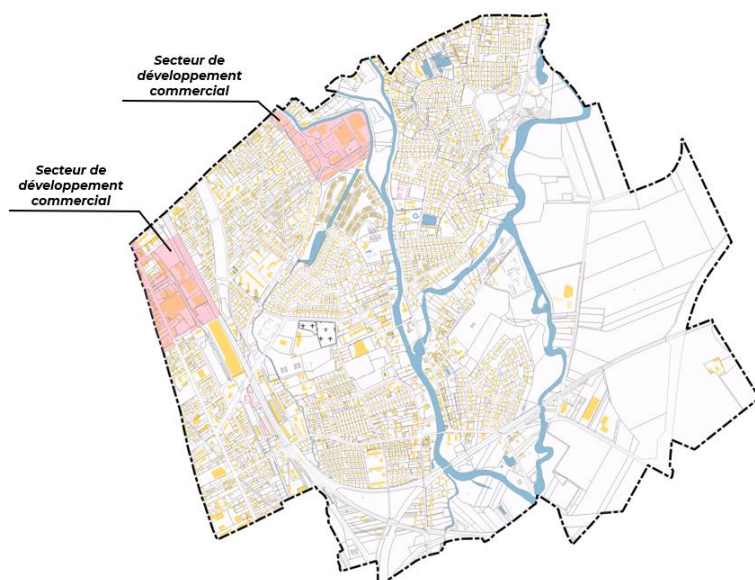 Secteur de
développement
commercial
Secteur de
développement
commercial